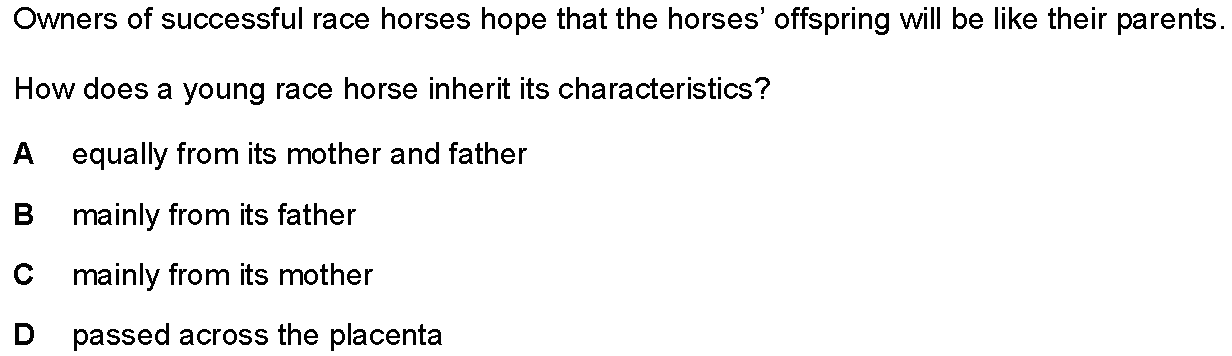 Owners of successful race horses hope that the horses’ offspring will be like their parents.
How does a young race horse inherit its characteristics?
A equally from its mother and father
B mainly from its father
C mainly from its mother
D passed across the placenta